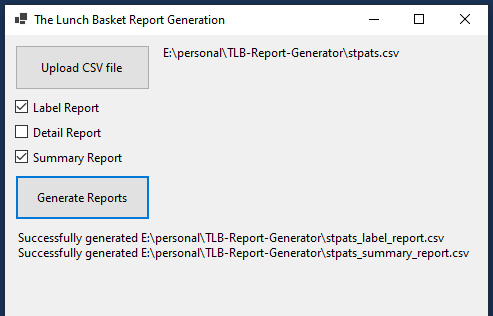 The Lunch Basket Report Generation
Upload CSV file
E:\personal\TLB-Report-Generator\stpats.csv
Label Report
Detail Report
Summary Report
Generate Reports
Successfully generated E:\personal\TLB-Report-Generator\stpats_label_report.csv
Successfully generated E:\personal\TLB-Report-Generator\stpats_summary_report.csv